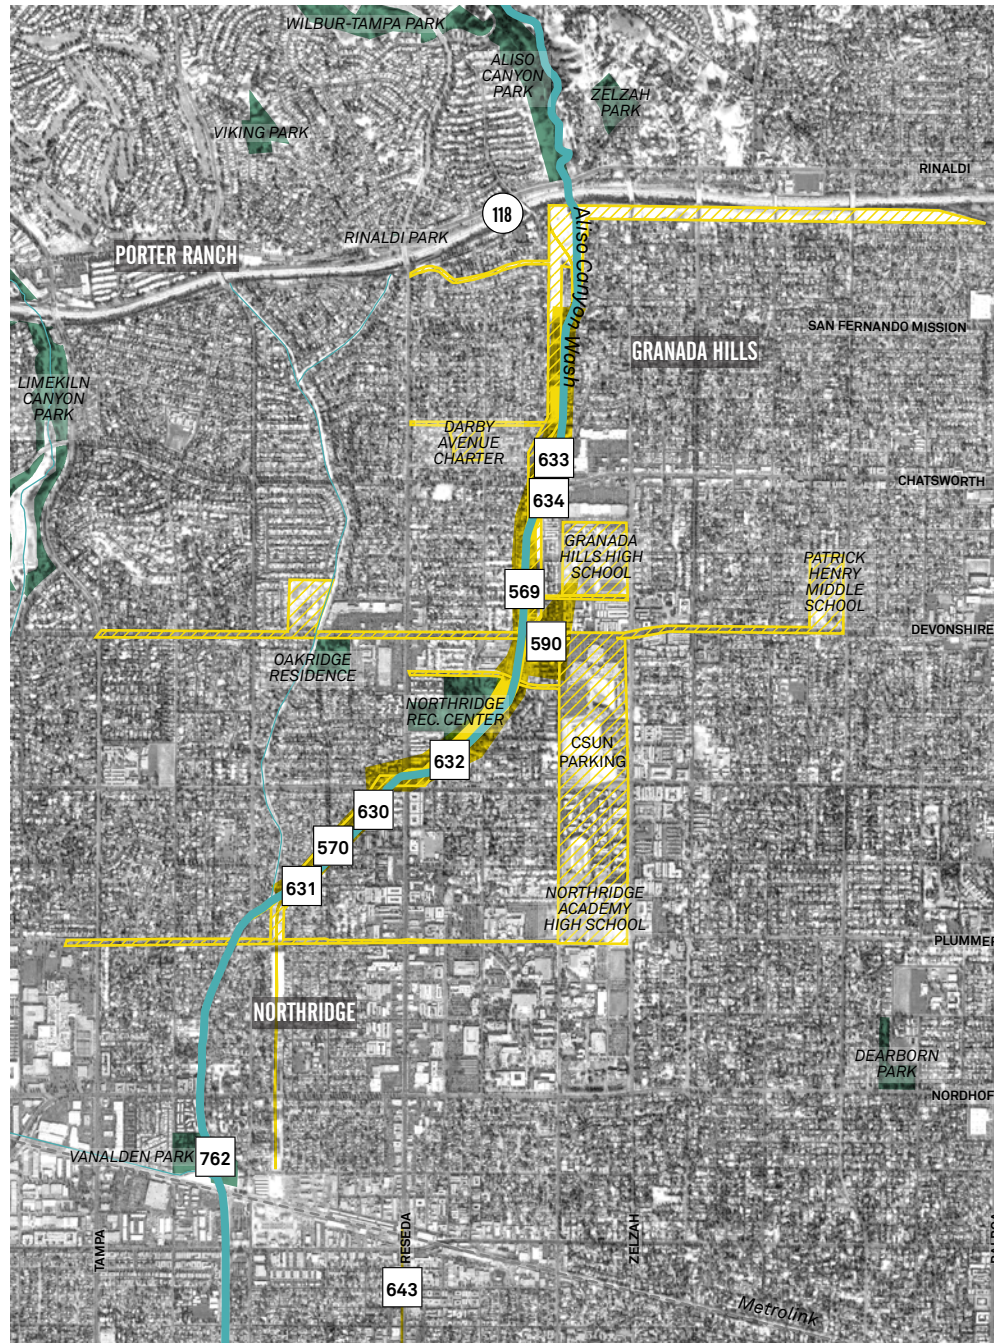 WILBUR-TAMPA PARK
ALISO
CANYON
PARK
ZELZAH
PARK
VIKING PARK
RINALDI
118
RINALDI PARK
PORTER RANCH
Aliso Canyon Wash
SAN FERNANDO MISSION
GRANADA HILLS
LIMEKILN
CANYON
PARK
DARBY
AVENUE
CHARTER
633
CHATSWORTH
634
GRANADA
HILLS HIGH
SCHOOL
PATRICK
HENRY
MIDDLE
SCHOOL
569
DEVONSHIRE
590
OAKRIDGE
RESIDENCE
NORTHRIDGE
REC. CENTER
CSUN
PARKING
632
630
570
631
NORTHRIDGE
ACADEMY
HIGH SCHOOL
PLUMMER
NORTHRIDGE
DEARBORN
PARK
NORDHOF
VANALDEN PARK
762
TAMPA
RESEDA
ZELZAH
643
Metrolink